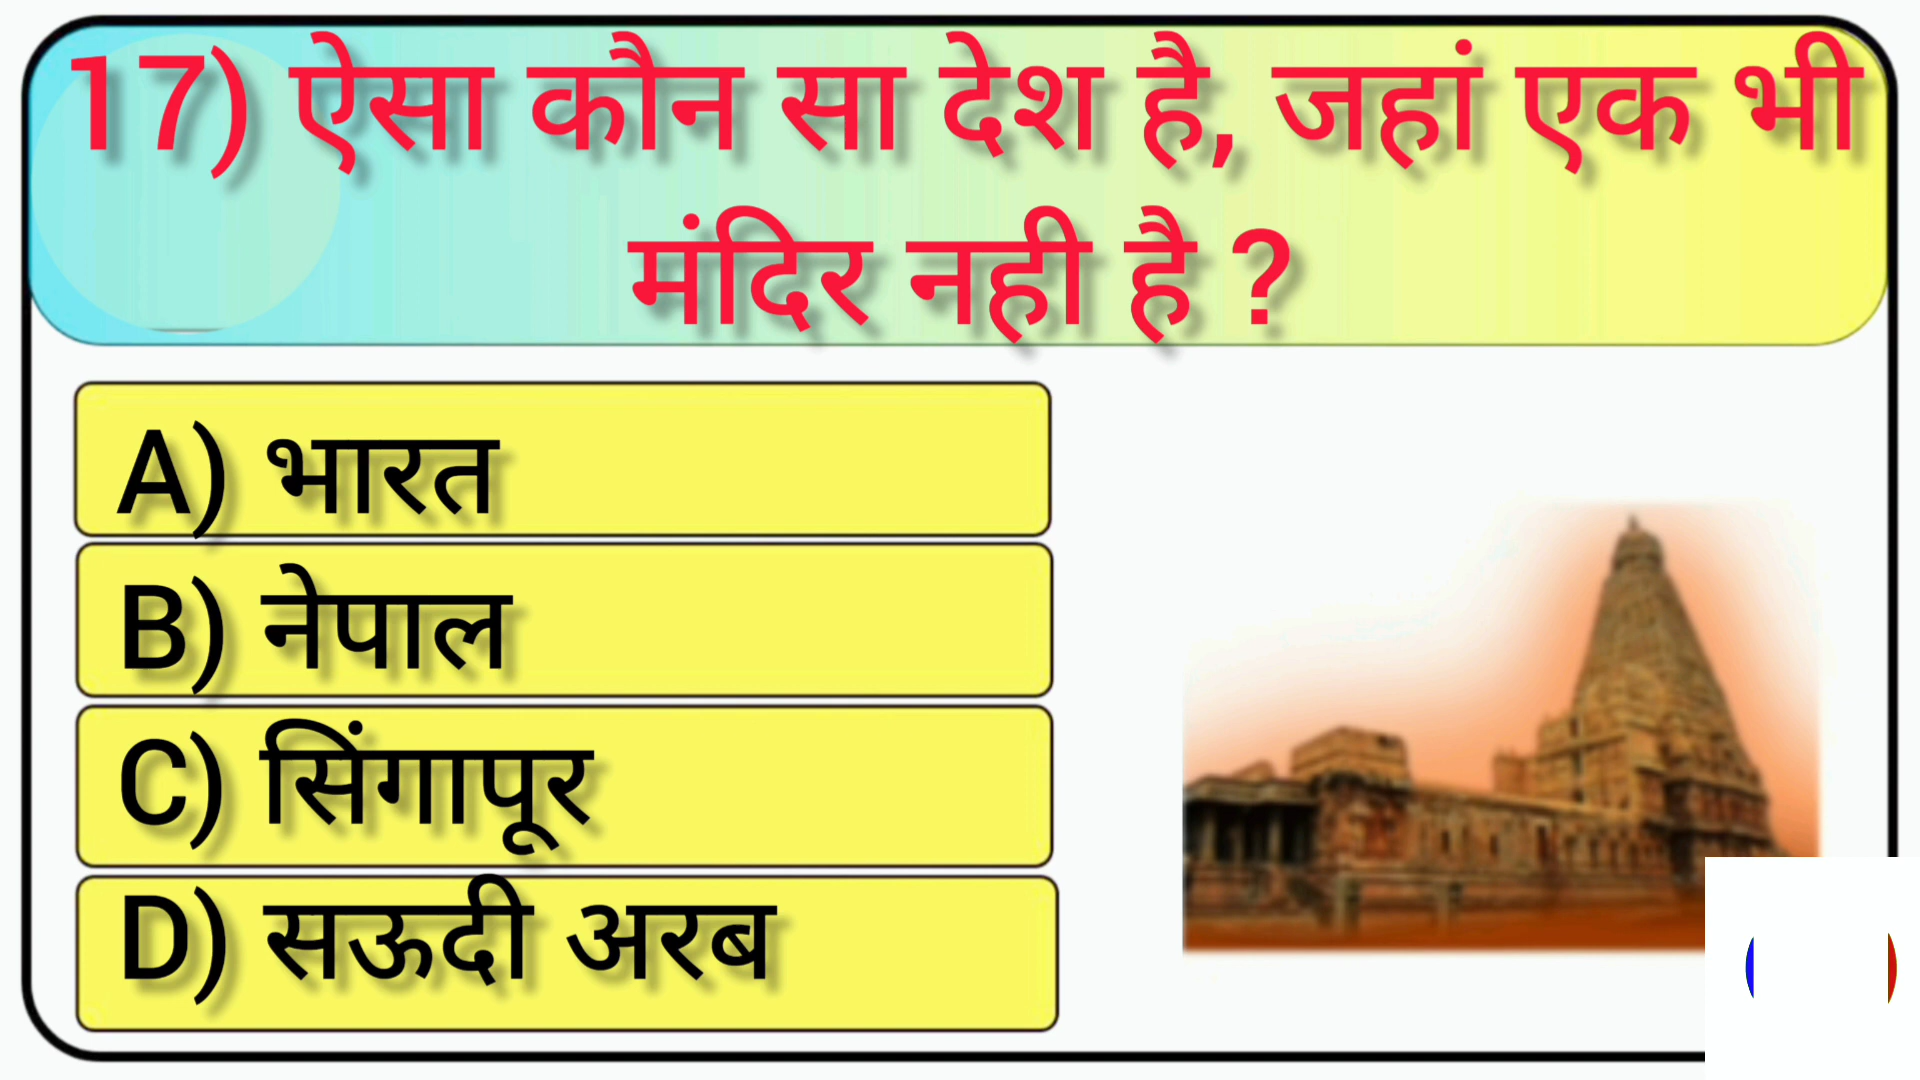 17) ऐसा कौन सा देश है, जहां एक भी
मंदिर नही है ?
A) भारत
B) नेपाल
C) सिंगापूर
D) सऊदी अरब